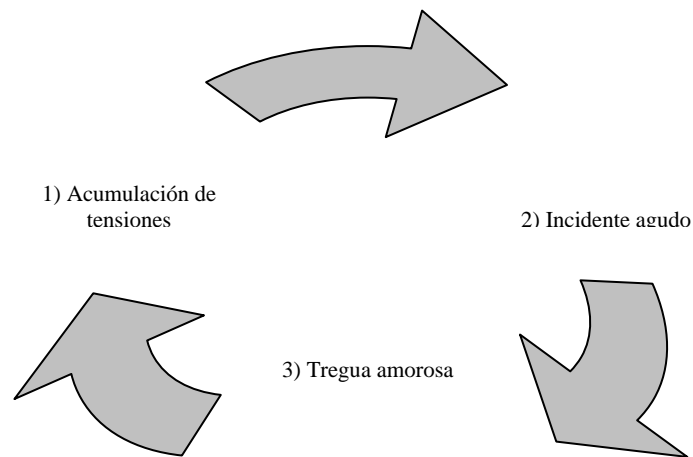 1) Acumulación de
tensiones
2) Incidente agudo
3) Tregua amorosa